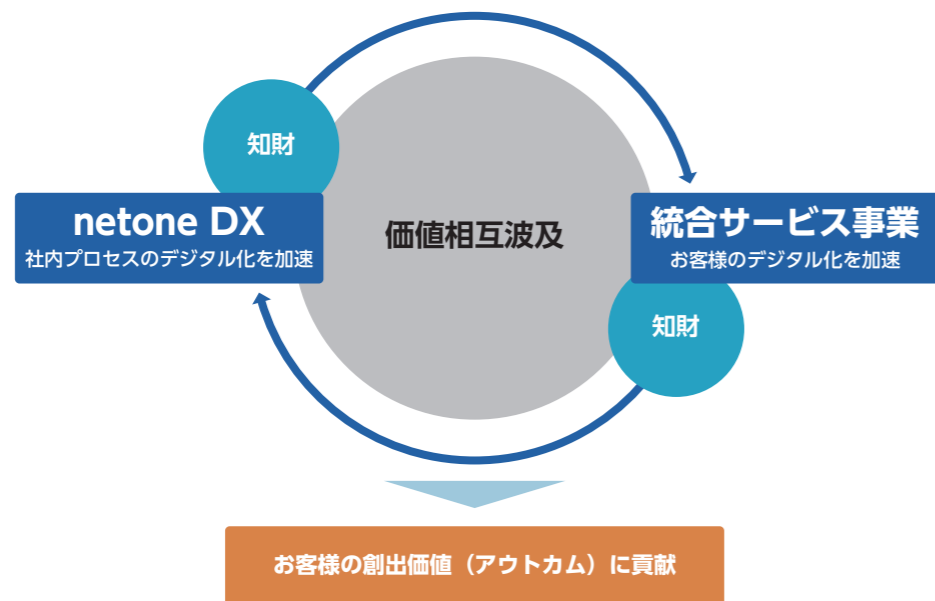 知財
netone DX
社内プロセスのデジタル化を加速
価値相互波及
統合サービス事業
お客様のデジタル化を加速
知財
お客様の創出価値（アウトカム）に貢献